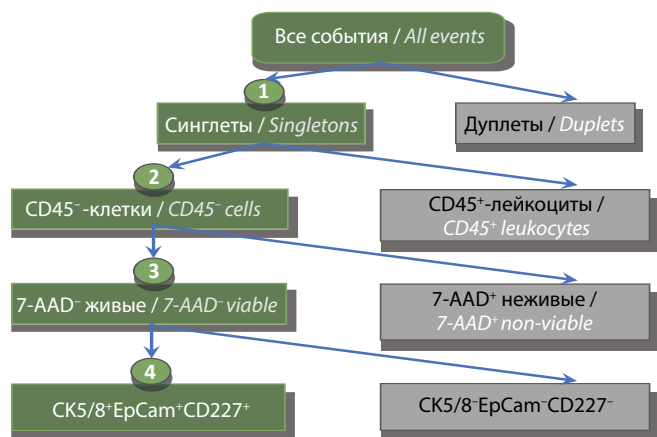 Все события / All events
1
Синглеты / Singletons
Дуплеты / Duplets
2
CD45⁻-клетки / CD45⁻ cells
CD45⁺-лейкоциты /
CD45⁺ leukocytes
3
7-AAD⁻ живые / 7-AAD⁻ viable
7-AAD⁺ неживые /
7-AAD⁺ non-viable
4
CK5/8⁺EpCam⁺CD227⁺
CK5/8⁻EpCam⁻CD227⁻